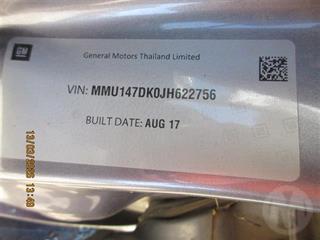 GM
General Motors Thailand Limited
VIN: MMU147DK0JH622756
BUILT DATE: AUG 17